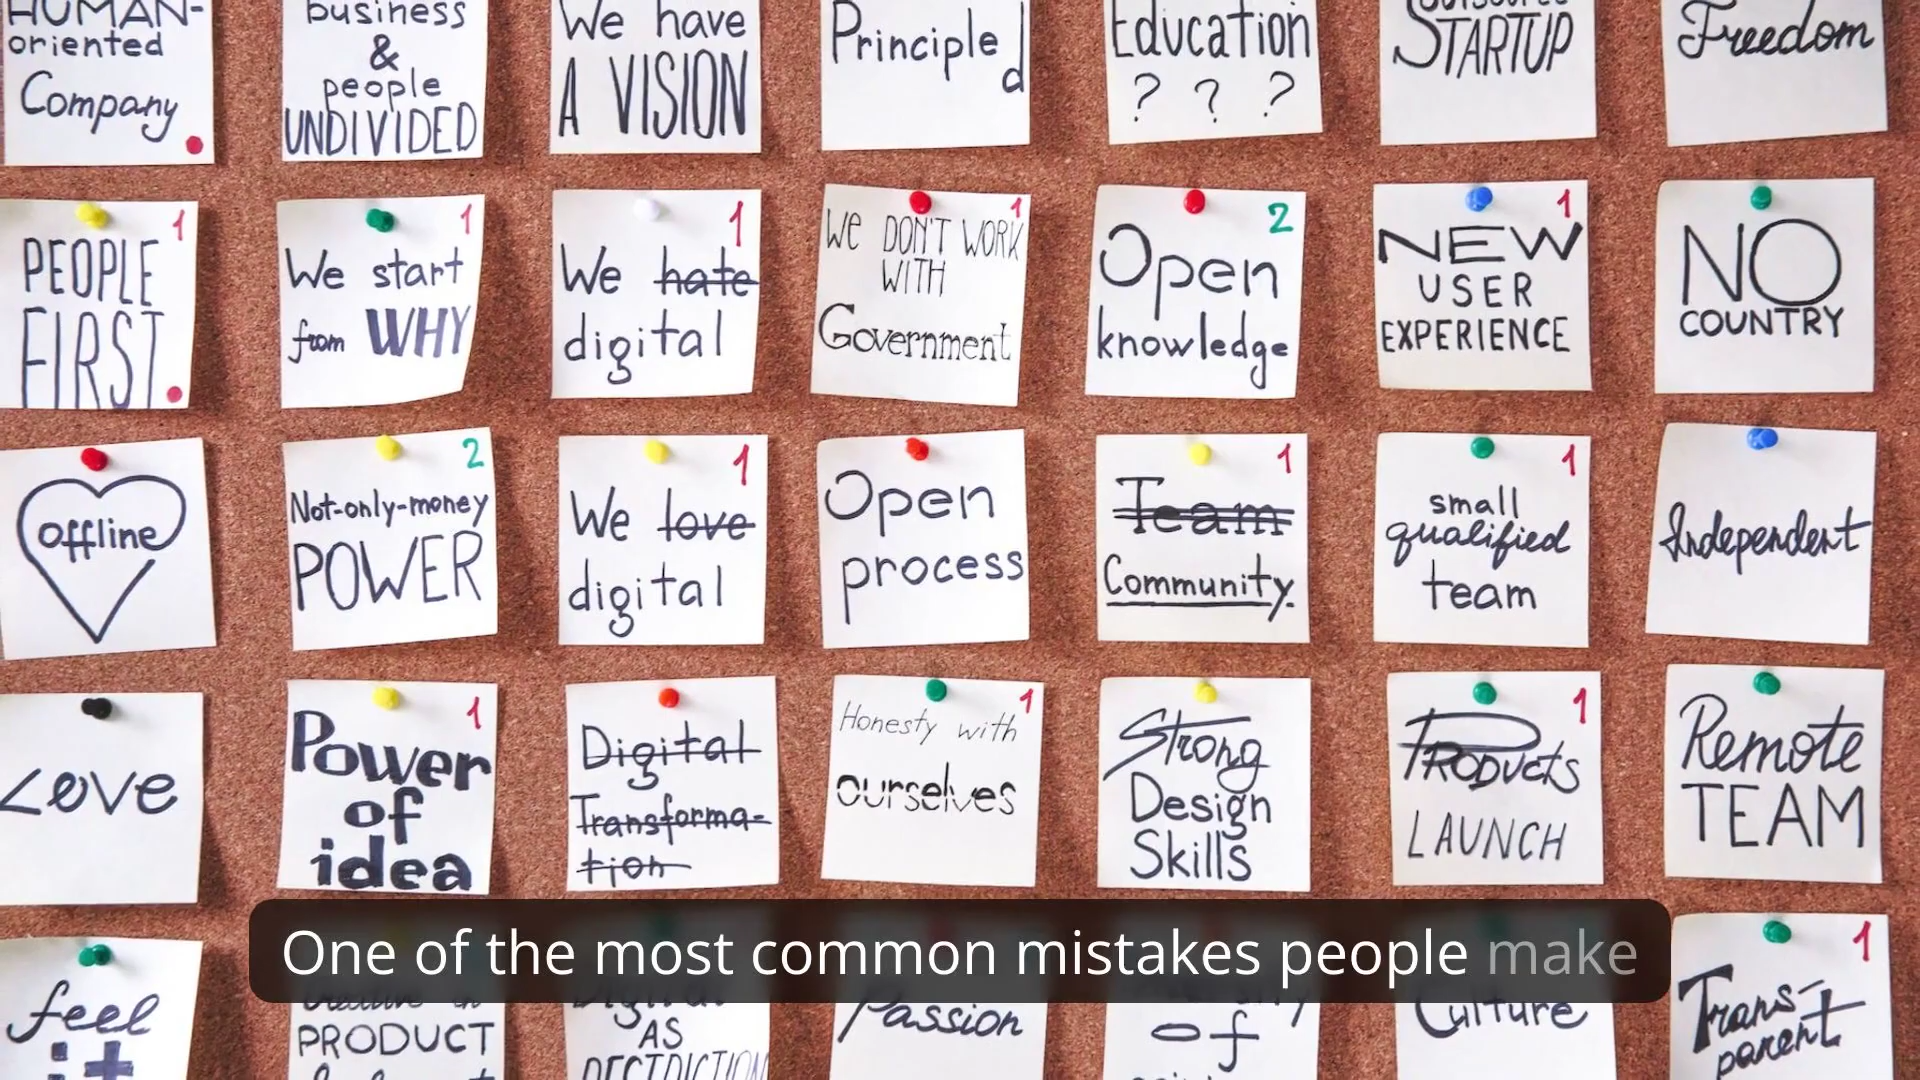 HUMAN-
oriented
Company
business
&
people
UNDIVIDED
We have
A VISION
Principle
d
Education
? ? ?
STARTUP
Freedom
1
PEOPLE
FIRST
1
We start
from WHY
1
We hate
digital
1
We DON'T WORK
WITH
Government
2
Open
knowledge
1
NEW
USER
EXPERIENCE
NO
COUNTRY
offline
2
Not-only-money
POWER
1
We love
digital
Open
process
1
Team
Community.
1
small
qualified
team
Independent
Love
1
Power
of
idea
Digital
Transforma-
tion
1
Honesty with
ourselves
Strong
Design
Skills
1
PRODUcts
LAUNCH
Remote
TEAM
feel
it
PRODUCT
Digital
AS
Passion
of
Culture
1
Trans-
parent
One of the most common mistakes people make